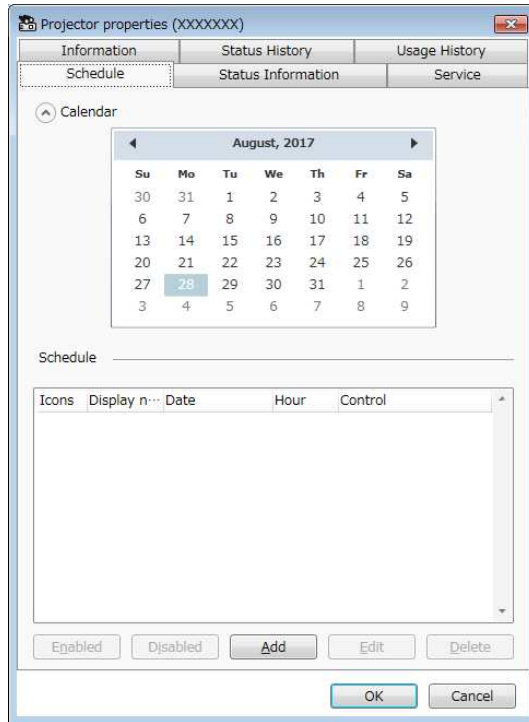 Projector properties (XXXXXXX)
Information Status History Usage History
Schedule Status Information Service
Calendar
August, 2017
Su Mo Tu We Th Fr Sa
30 31 1 2 3 4 5
6 7 8 9 10 11 12
13 14 15 16 17 18 19
20 21 22 23 24 25 26
27 28 29 30 31 1 2
3 4 5 6 7 8 9
Schedule
Icons Display n··· Date Hour Control
Enabled Disabled Add Edit Delete
OK Cancel